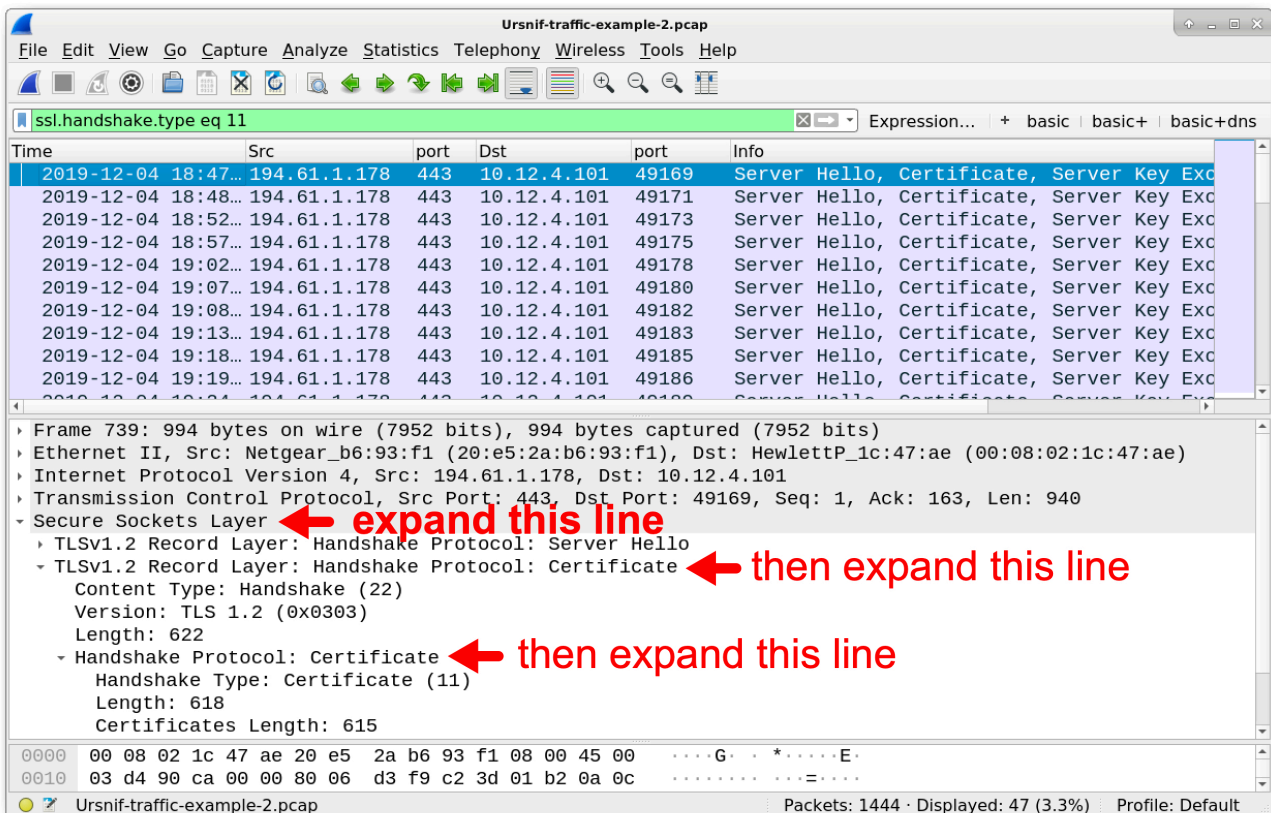 Ursnif-traffic-example-2.pcap
File Edit View Go Capture Analyze Statistics Telephony Wireless Tools Help
ssl.handshake.type eq 11 Expression... + basic basic+ basic+dns
Time Src port Dst port Info
2019-12-04 18:47… 194.61.1.178 443 10.12.4.101 49169 Server Hello, Certificate, Server Key Exc
2019-12-04 18:48… 194.61.1.178 443 10.12.4.101 49171 Server Hello, Certificate, Server Key Exc
2019-12-04 18:52… 194.61.1.178 443 10.12.4.101 49173 Server Hello, Certificate, Server Key Exc
2019-12-04 18:57… 194.61.1.178 443 10.12.4.101 49175 Server Hello, Certificate, Server Key Exc
2019-12-04 19:02… 194.61.1.178 443 10.12.4.101 49178 Server Hello, Certificate, Server Key Exc
2019-12-04 19:07… 194.61.1.178 443 10.12.4.101 49180 Server Hello, Certificate, Server Key Exc
2019-12-04 19:08… 194.61.1.178 443 10.12.4.101 49182 Server Hello, Certificate, Server Key Exc
2019-12-04 19:13… 194.61.1.178 443 10.12.4.101 49183 Server Hello, Certificate, Server Key Exc
2019-12-04 19:18… 194.61.1.178 443 10.12.4.101 49185 Server Hello, Certificate, Server Key Exc
2019-12-04 19:19… 194.61.1.178 443 10.12.4.101 49186 Server Hello, Certificate, Server Key Exc
Frame 739: 994 bytes on wire (7952 bits), 994 bytes captured (7952 bits)
Ethernet II, Src: Netgear_b6:93:f1 (20:e5:2a:b6:93:f1), Dst: HewlettP_1c:47:ae (00:08:02:1c:47:ae)
Internet Protocol Version 4, Src: 194.61.1.178, Dst: 10.12.4.101
Transmission Control Protocol, Src Port: 443, Dst Port: 49169, Seq: 1, Ack: 163, Len: 940
Secure Sockets Layer expand this line
TLSv1.2 Record Layer: Handshake Protocol: Server Hello
TLSv1.2 Record Layer: Handshake Protocol: Certificate then expand this line
Content Type: Handshake (22)
Version: TLS 1.2 (0x0303)
Length: 622
Handshake Protocol: Certificate then expand this line
Handshake Type: Certificate (11)
Length: 618
Certificates Length: 615
0000 00 08 02 1c 47 ae 20 e5 2a b6 93 f1 08 00 45 00 ····G· · *·····E·
0010 03 d4 90 ca 00 00 80 06 d3 f9 c2 3d 01 b2 0a 0c ········ ···=····
Ursnif-traffic-example-2.pcap Packets: 1444 · Displayed: 47 (3.3%) Profile: Default